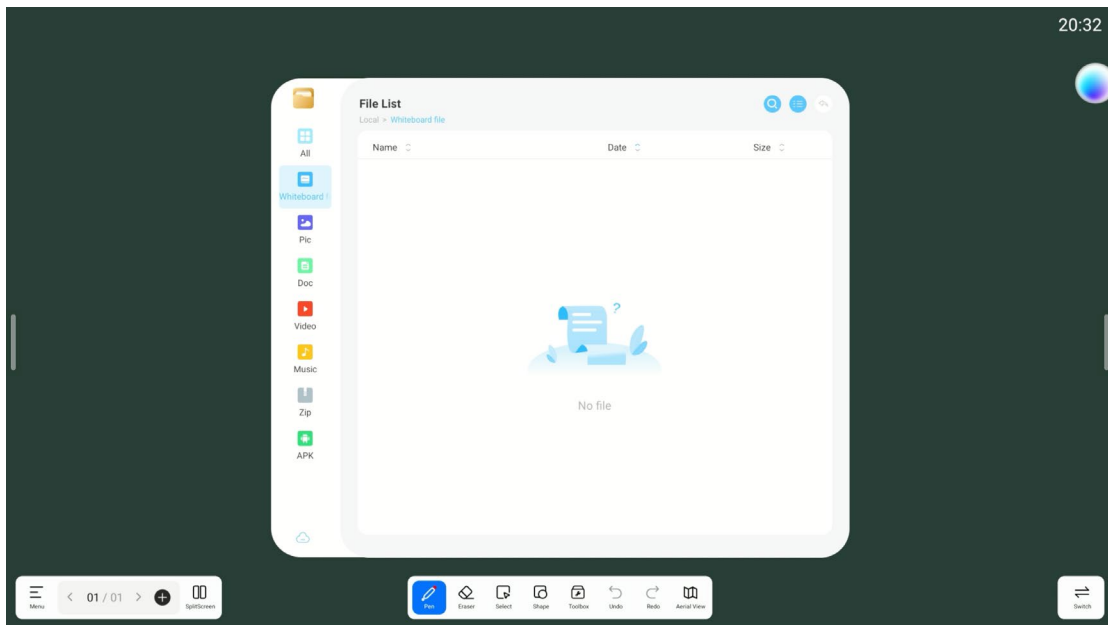 20:32
File List
Local > Whiteboard file
Name
Date
Size
All
Whiteboard
Pic
Doc
Video
Music
Zip
APK
?
No file
Menu
< 01 / 01 >
SplitScreen
Pen
Eraser
Select
Shape
Toolbox
Undo
Redo
Aerial View
Switch